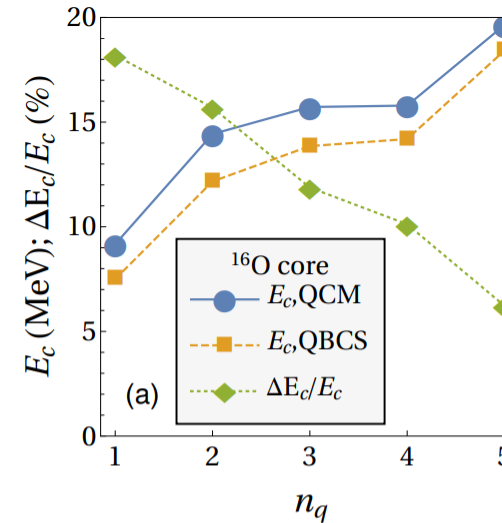 20
15
10
5
0
E_c (MeV); ΔE_c/E_c (%)
^16O core
E_c,QCM
E_c,QBCS
ΔE_c/E_c
(a)
1 2 3 4 5
n_q